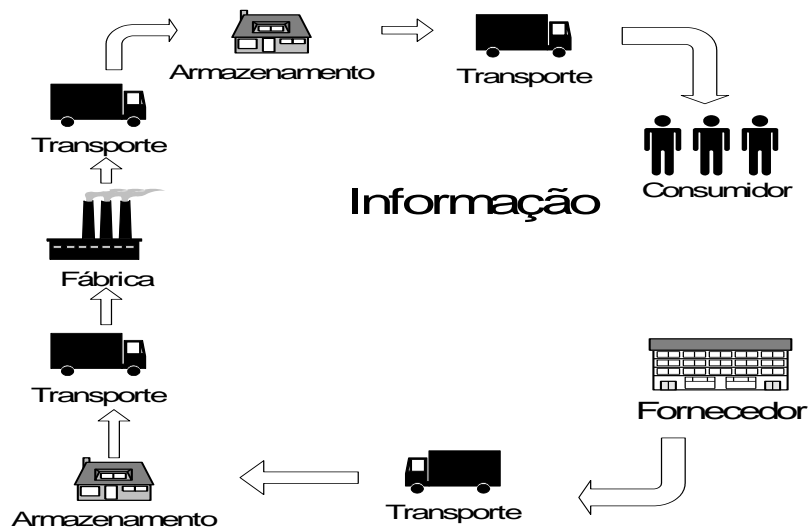 Armazenamento
Transporte
Transporte
Consumidor
Informação
Fábrica
Transporte
Fornecedor
Armazenamento
Transporte